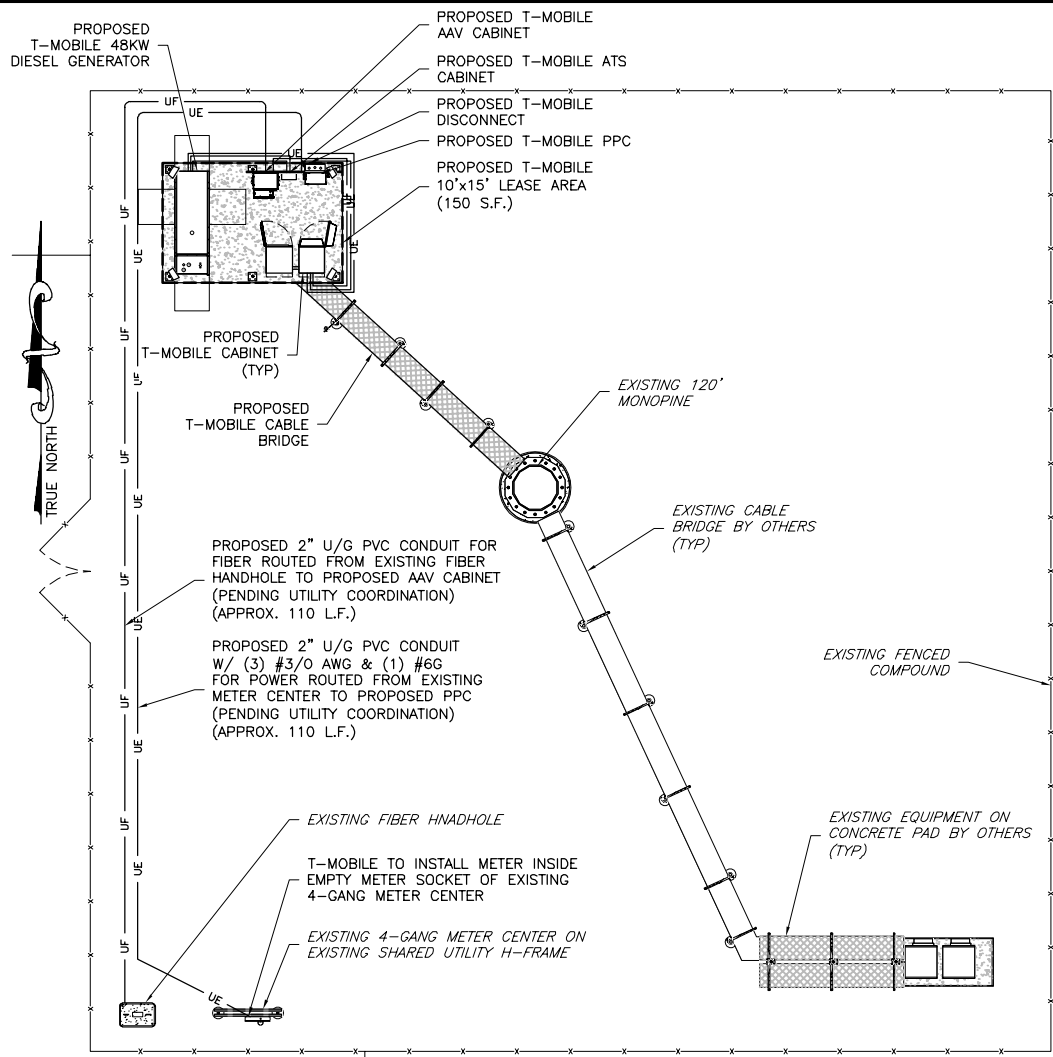 PROPOSED
T-MOBILE 48KW
DIESEL GENERATOR
PROPOSED T-MOBILE
AAV CABINET
PROPOSED T-MOBILE ATS
CABINET
PROPOSED T-MOBILE
DISCONNECT
PROPOSED T-MOBILE PPC
PROPOSED T-MOBILE
10'x15' LEASE AREA
(150 S.F.)
UF
UE
UE
UE
UE
UE
UF
UE
TRUE NORTH
PROPOSED
T-MOBILE CABINET
(TYP)
PROPOSED
T-MOBILE CABLE
BRIDGE
EXISTING 120'
MONOPINE
UF
UE
UF
UE
EXISTING CABLE
BRIDGE BY OTHERS
(TYP)
PROPOSED 2" U/G PVC CONDUIT FOR
FIBER ROUTED FROM EXISTING FIBER
HANDHOLE TO PROPOSED AAV CABINET
(PENDING UTILITY COORDINATION)
(APPROX. 110 L.F.)
UF
UE
PROPOSED 2" U/G PVC CONDUIT
W/ (3) #3/0 AWG & (1) #6G
FOR POWER ROUTED FROM EXISTING
METER CENTER TO PROPOSED PPC
(PENDING UTILITY COORDINATION)
(APPROX. 110 L.F.)
EXISTING FENCED
COMPOUND
UF
UE
UF
UE
EXISTING FIBER HNADHOLE
T-MOBILE TO INSTALL METER INSIDE
EMPTY METER SOCKET OF EXISTING
4-GANG METER CENTER
EXISTING 4-GANG METER CENTER ON
EXISTING SHARED UTILITY H-FRAME
EXISTING EQUIPMENT ON
CONCRETE PAD BY OTHERS
(TYP)
UF
UE